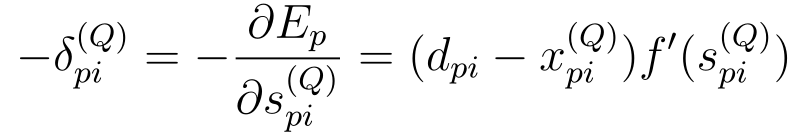 $-\delta_{pi}^{(Q)} = -\frac{\partial E_p}{\partial s_{pi}^{(Q)}} = (d_{pi} - x_{pi}^{(Q)}) f'(s_{pi}^{(Q)})$